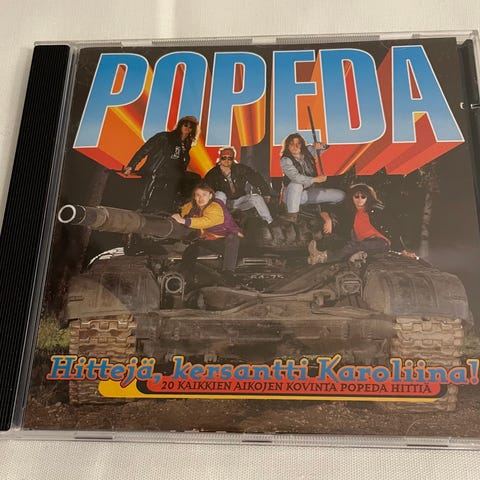 POPEDA
Hittejä, kersantti Karoliina!
20 KAIKKIEN AIKOJEN KOVINTA POPEDA HITTIÄ